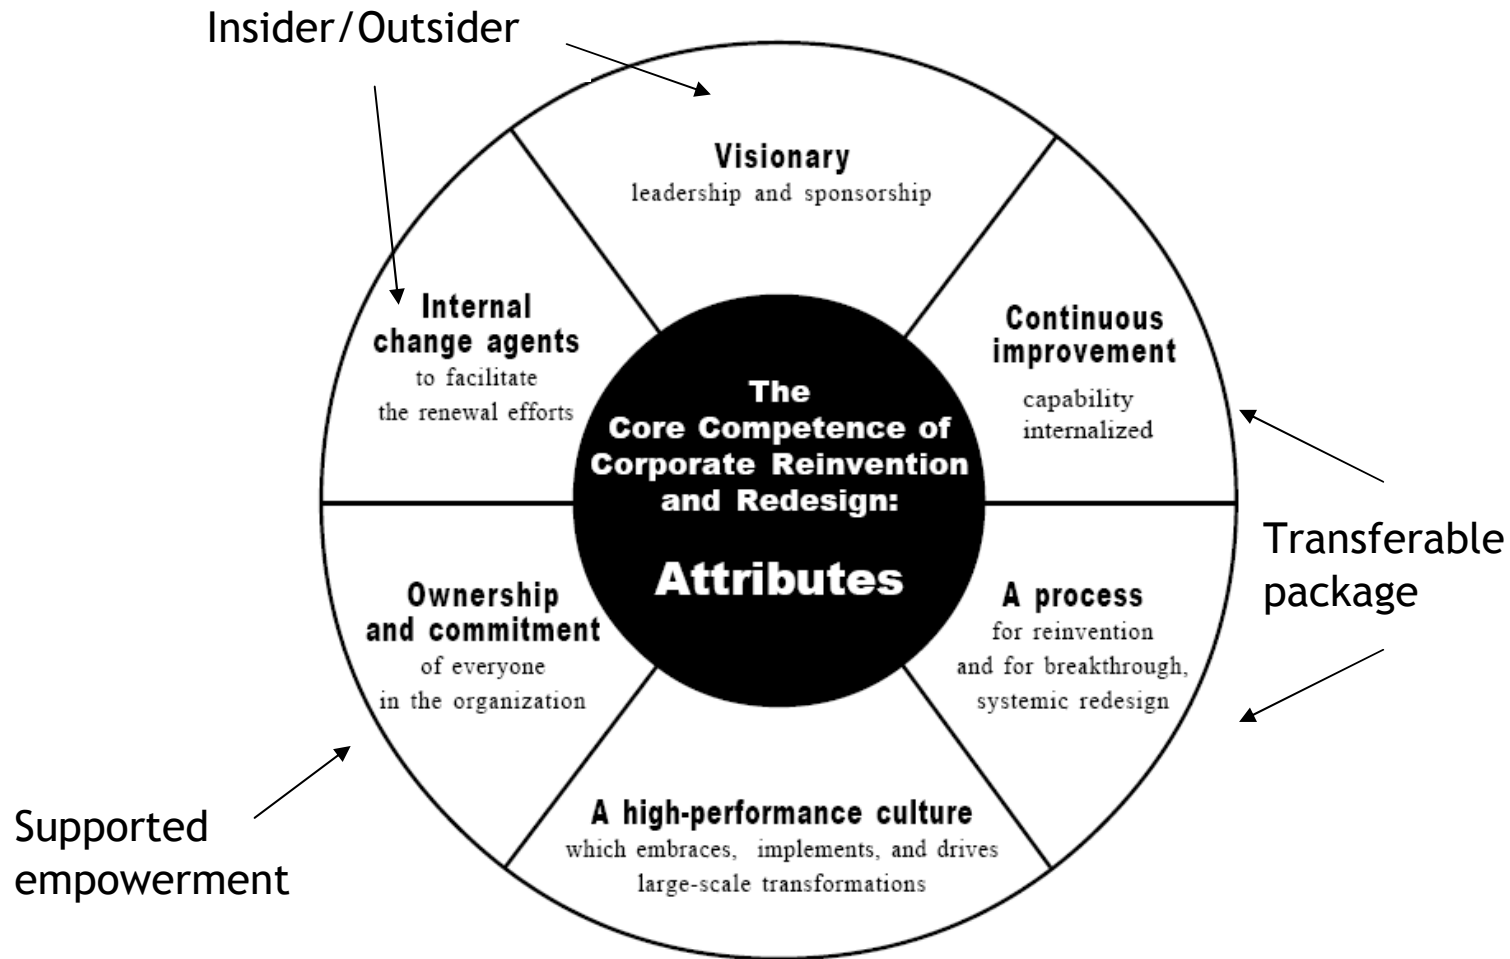 Insider/Outsider
Visionary
leadership and sponsorship
Internal
change agents
to facilitate
the renewal efforts
Continuous
improvement
capability
internalized
The
Core Competence of
Corporate Reinvention
and Redesign:
Attributes
Transferable
package
Ownership
and commitment
of everyone
in the organization
A process
for reinvention
and for breakthrough,
systemic redesign
A high-performance culture
which embraces, implements, and drives
large-scale transformations
Supported
empowerment